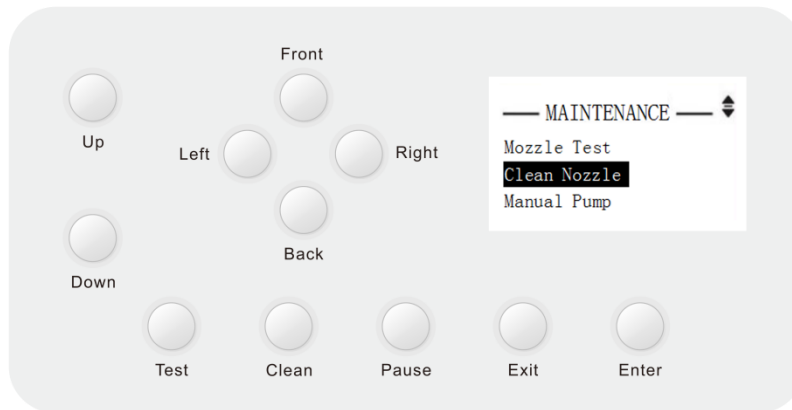 Front
Up
Left
Right
Back
Down
MAINTENANCE
Mozzle Test
Clean Nozzle
Manual Pump
Test
Clean
Pause
Exit
Enter